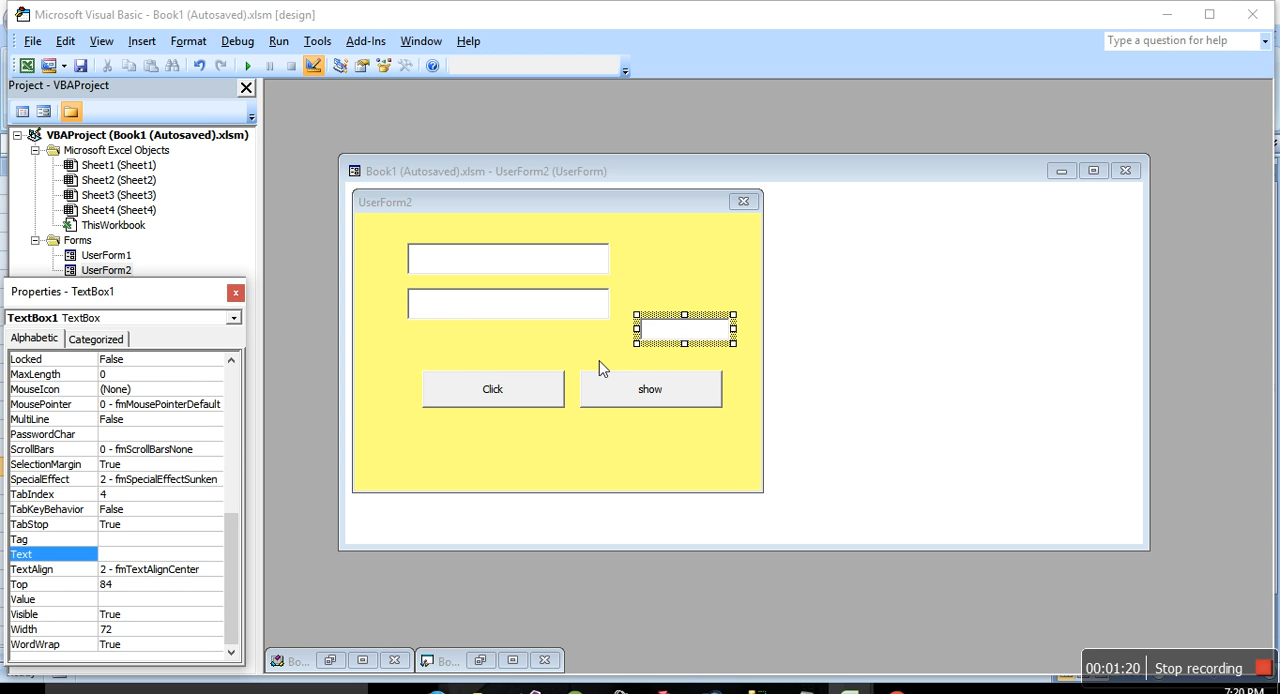 Microsoft Visual Basic - Book1 (Autosaved).xlsm [design]
File Edit View Insert Format Debug Run Tools Add-Ins Window Help
Type a question for help
Project - VBAProject
VBAProject (Book1 (Autosaved).xlsm)
Microsoft Excel Objects
Sheet1 (Sheet1)
Sheet2 (Sheet2)
Sheet3 (Sheet3)
Sheet4 (Sheet4)
ThisWorkbook
Forms
UserForm1
UserForm2
Properties - TextBox1
TextBox1 TextBox
Alphabetic Categorized
Locked False
MaxLength 0
MouseIcon (None)
MousePointer 0 - fmMousePointerDefault
MultiLine False
PasswordChar
ScrollBars 0 - fmScrollBarsNone
SelectionMargin True
SpecialEffect 2 - fmSpecialEffectSunken
TabIndex 4
TabKeyBehavior False
TabStop True
Tag
Text
TextAlign 2 - fmTextAlignCenter
Top 84
Value
Visible True
Width 72
WordWrap True
Book1 (Autosaved).xlsm - UserForm2 (UserForm)
UserForm2
Click
show
Bo...
Bo...
00:01:20 Stop recording
7:20 PM